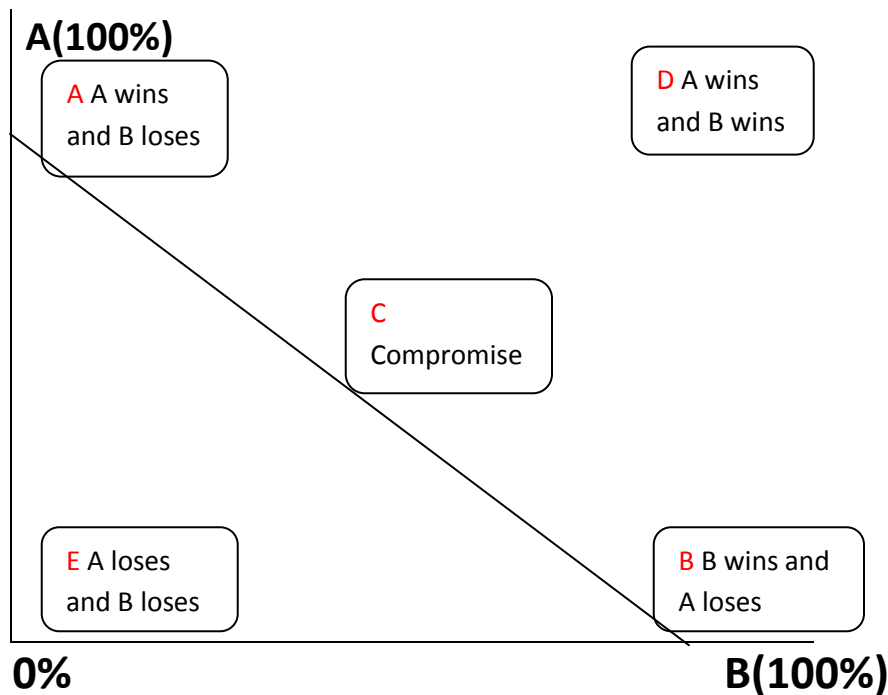 A(100%)
A A wins
and B loses
D A wins
and B wins
C
Compromise
E A loses
and B loses
B B wins and
A loses
0%
B(100%)